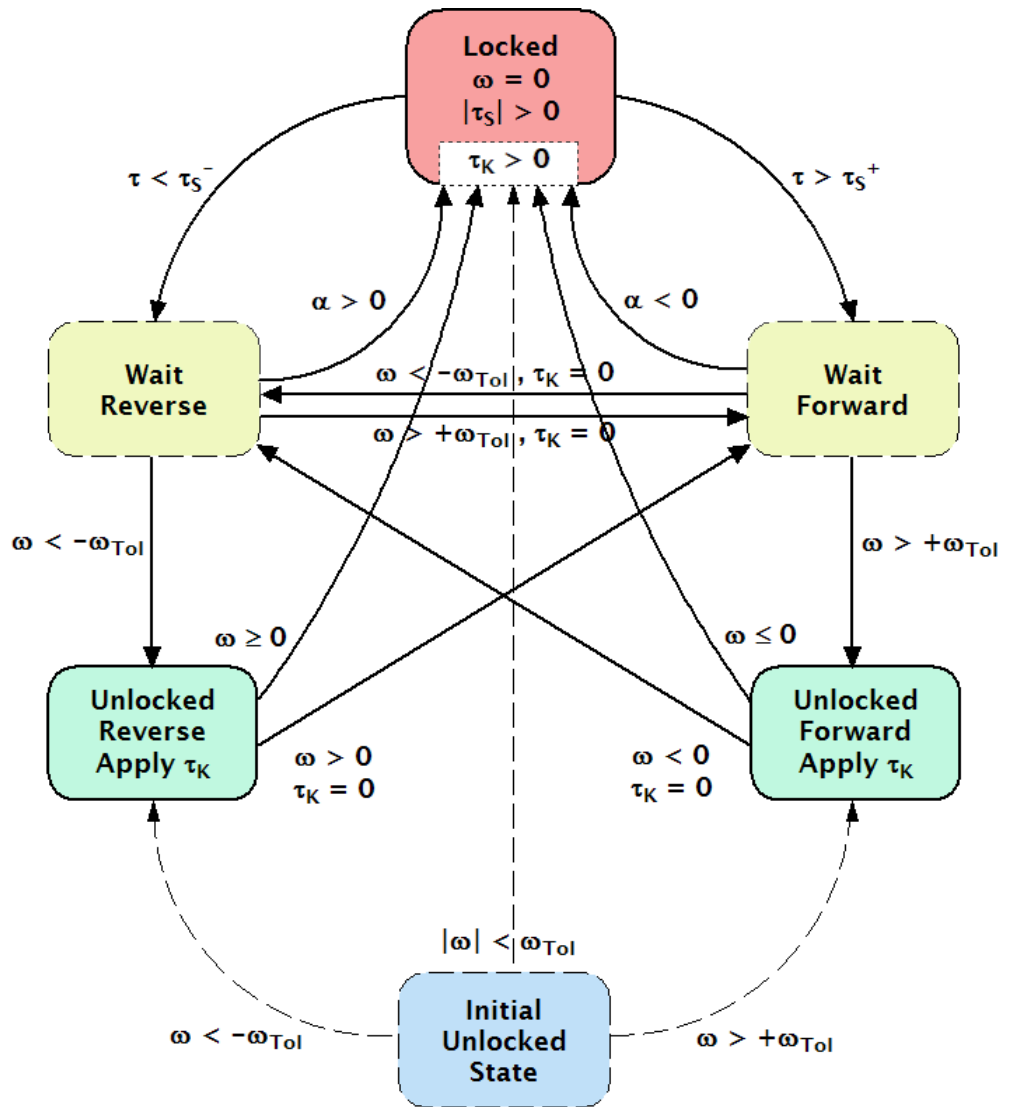 Locked
ω = 0
|τS| > 0
τK > 0
τ < τS⁻
τ > τS⁺
α > 0
α < 0
Wait
Reverse
ω < -ωTol , τK = 0
ω > +ωTol , τK = 0
Wait
Forward
ω < -ωTol
ω > +ωTol
ω ≥ 0
ω ≤ 0
Unlocked
Reverse
Apply τK
ω > 0
τK = 0
ω < 0
τK = 0
Unlocked
Forward
Apply τK
|ω| < ωTol
Initial
Unlocked
State
ω < -ωTol
ω > +ωTol